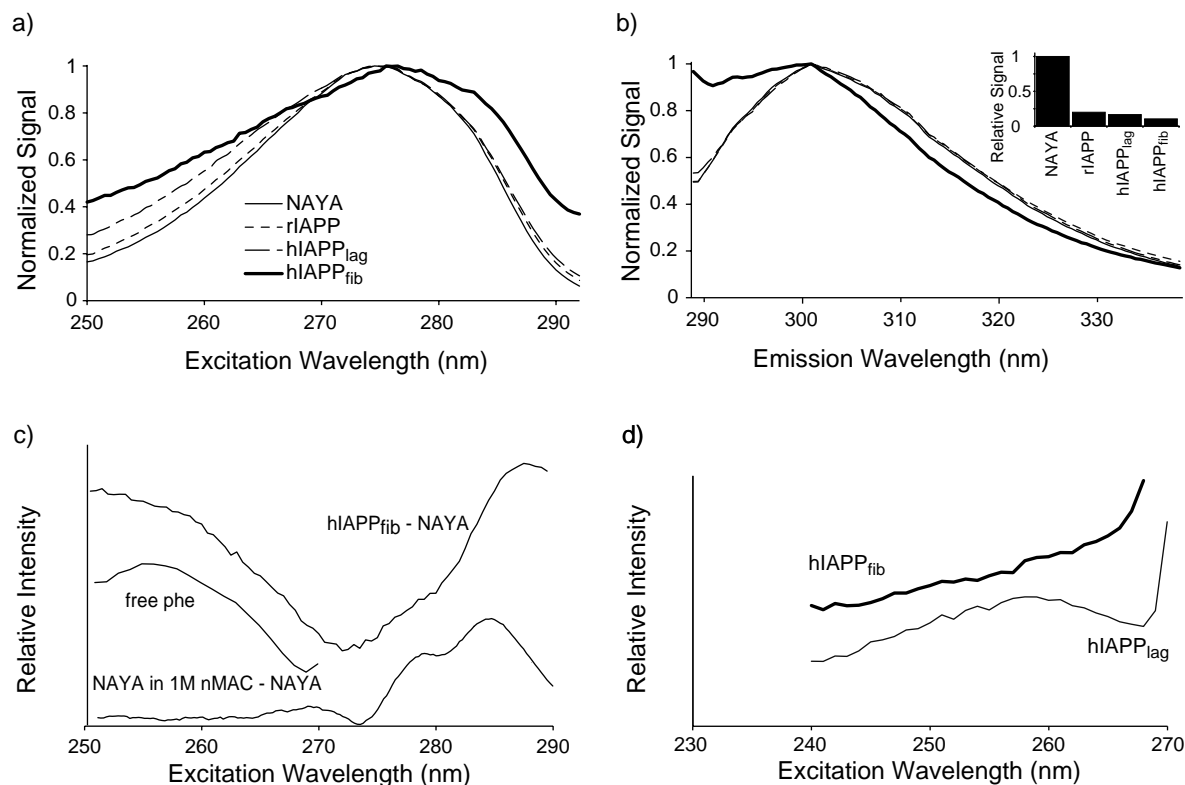 a)
Normalized Signal
1
0.8
0.6
0.4
0.2
0
250
260
270
280
290
Excitation Wavelength (nm)
NAYA
rIAPP
hIAPPlag
hIAPPfib
b)
Normalized Signal
1
0.8
0.6
0.4
0.2
0
290
300
310
320
330
Emission Wavelength (nm)
Relative Signal
1
0.5
0
NAYA
rIAPP
hIAPPlag
hIAPPfib
c)
Relative Intensity
hIAPPfib - NAYA
free phe
NAYA in 1M nMAC - NAYA
250
260
270
280
290
Excitation Wavelength (nm)
d)
Relative Intensity
hIAPPfib
hIAPPlag
230
240
250
260
270
Excitation Wavelength (nm)